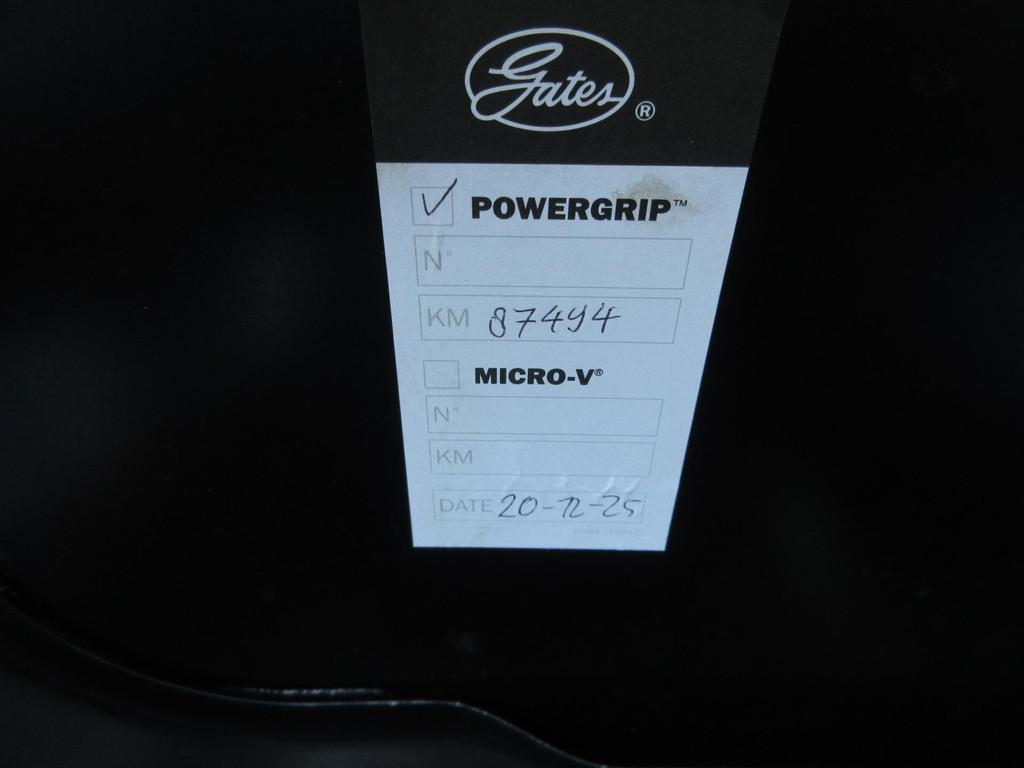 Gates®
✓ POWERGRIP™
N°
KM 87494
MICRO-V®
N°
KM
DATE 20-12-25